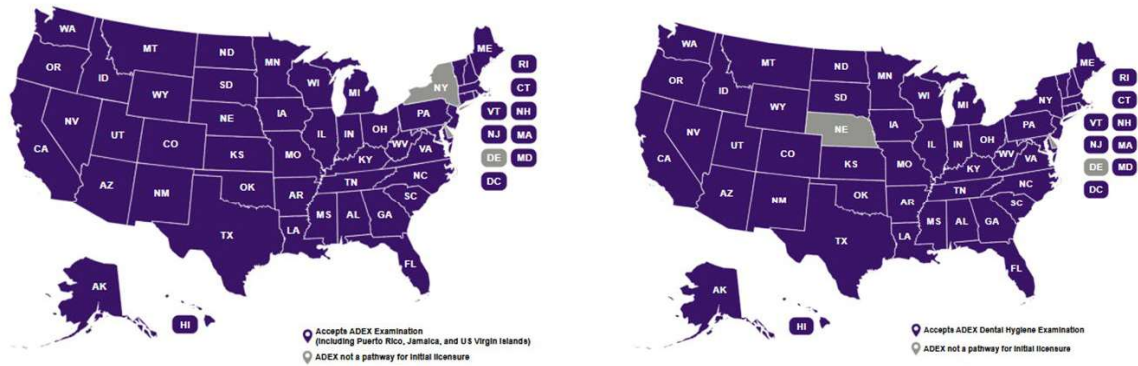 WA
MT
ND
MN
ME
OR
ID
SD
WI
MI
NY
WY
NE
IA
PA
NV
UT
CO
IL
IN
OH
WV
VA
CA
KS
MO
KY
AZ
NM
OK
AR
TN
NC
SC
TX
MS
AL
GA
LA
FL
AK
HI
RI
CT
VT NH
NJ MA
DE MD
DC
Accepts ADEX Examination
(including Puerto Rico, Jamaica, and US Virgin Islands)
ADEX not a pathway for initial licensure
WA
MT
ND
MN
ME
OR
ID
SD
WI
MI
NY
WY
NE
IA
PA
NV
UT
CO
IL
IN
OH
WV
VA
CA
KS
MO
KY
AZ
NM
OK
AR
TN
NC
SC
TX
MS
AL
GA
LA
FL
AK
HI
RI
CT
VT NH
NJ MA
DE MD
DC
Accepts ADEX Dental Hygiene Examination
ADEX not a pathway for initial licensure